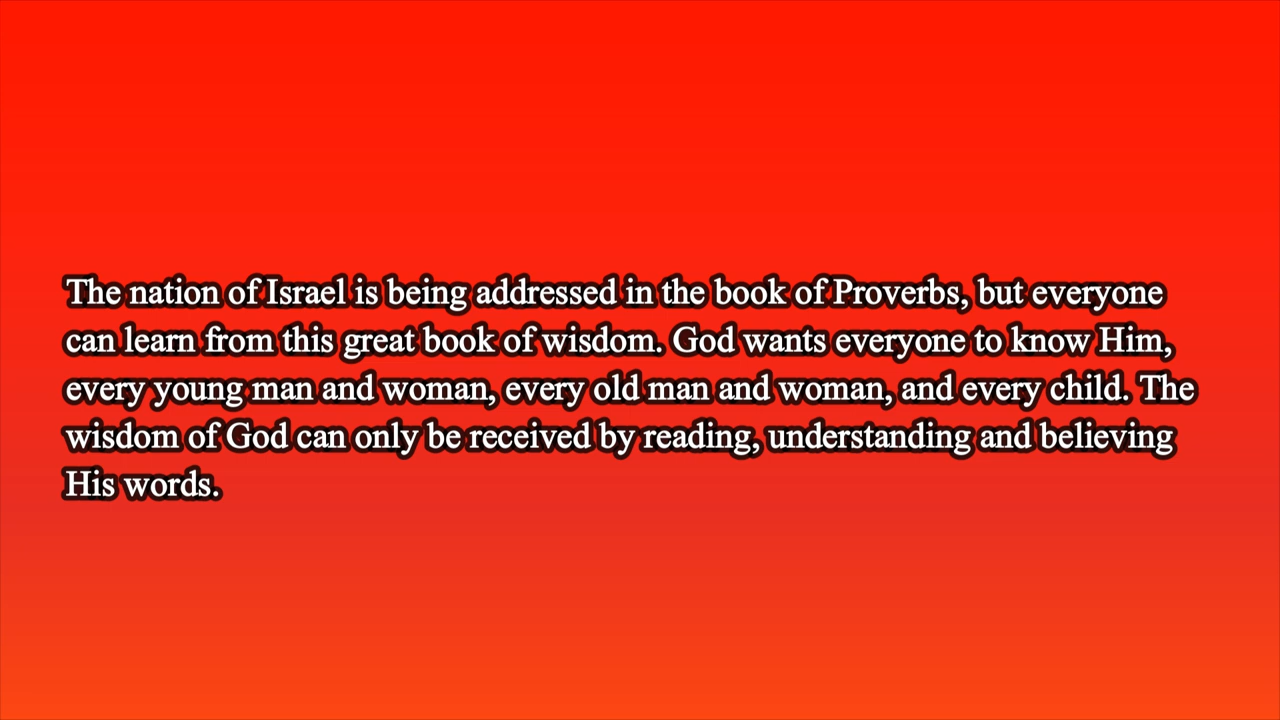 The nation of Israel is being addressed in the book of Proverbs, but everyone
can learn from this great book of wisdom. God wants everyone to know Him,
every young man and woman, every old man and woman, and every child. The
wisdom of God can only be received by reading, understanding and believing
His words.